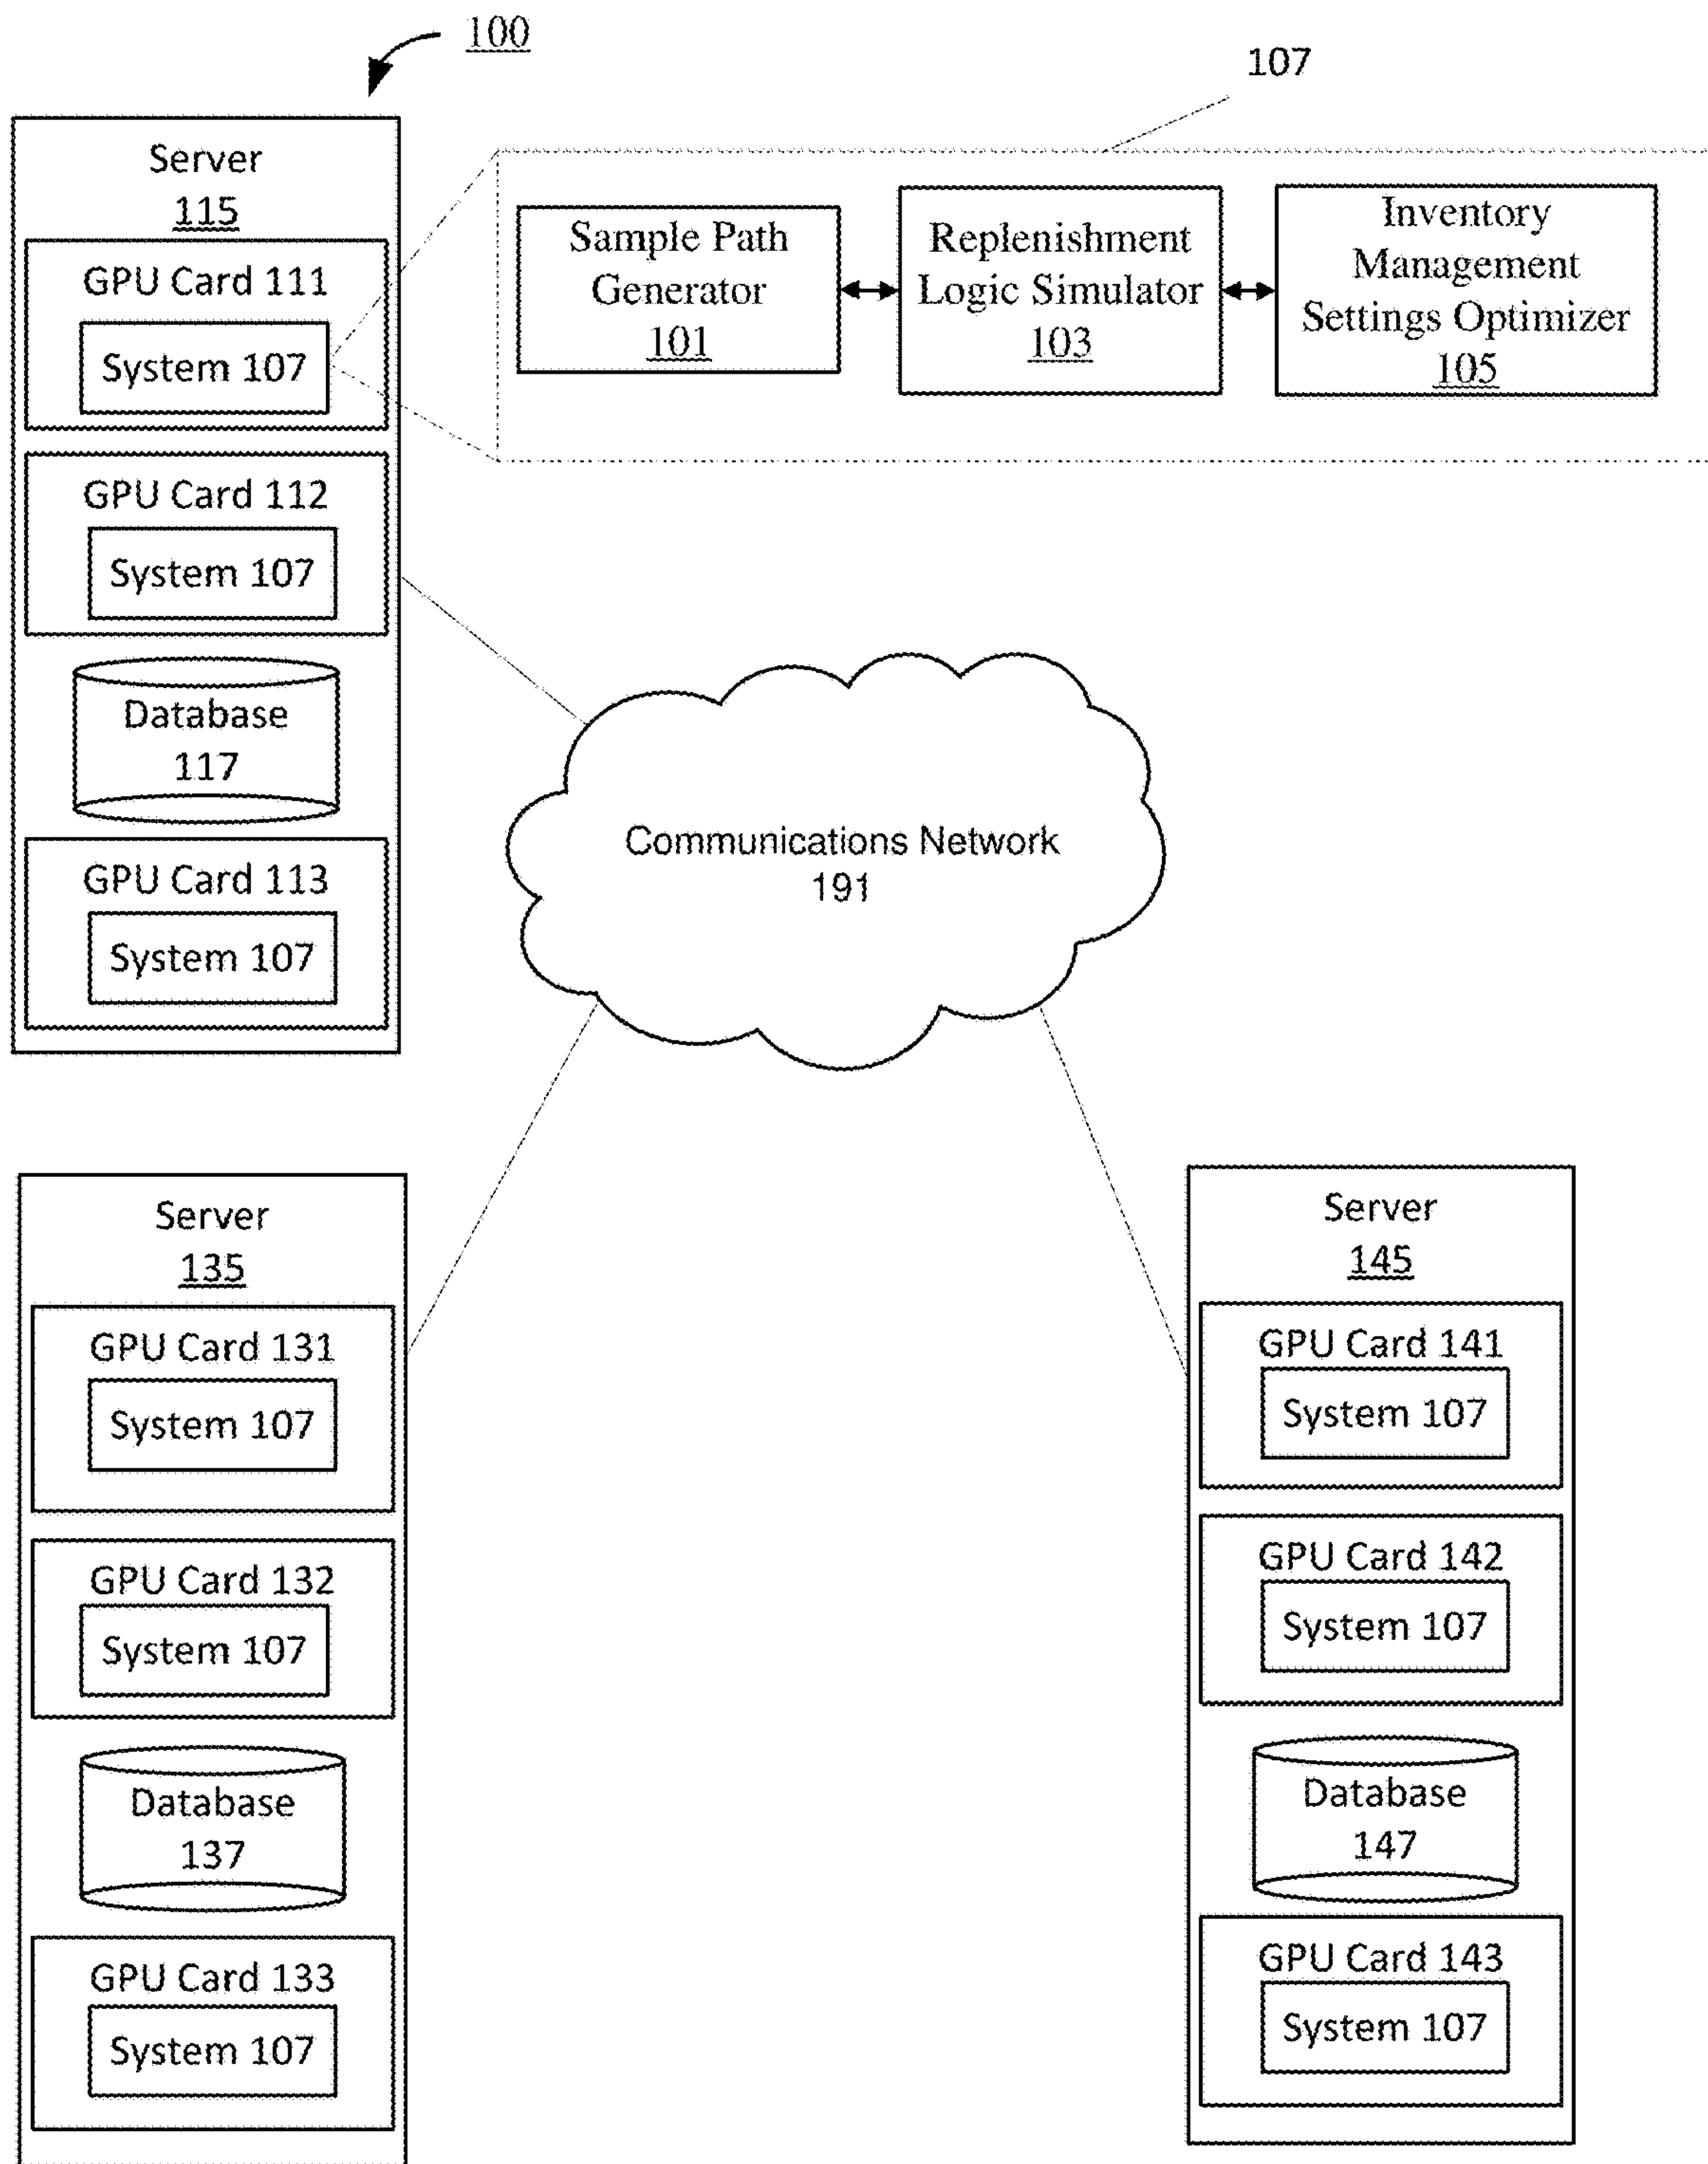 100
107
Server
115
GPU Card 111
System 107
GPU Card 112
System 107
Database
117
GPU Card 113
System 107
Sample Path
Generator
101
Replenishment
Logic Simulator
103
Inventory
Management
Settings Optimizer
105
Communications Network
191
Server
135
GPU Card 131
System 107
GPU Card 132
System 107
Database
137
GPU Card 133
System 107
Server
145
GPU Card 141
System 107
GPU Card 142
System 107
Database
147
GPU Card 143
System 107